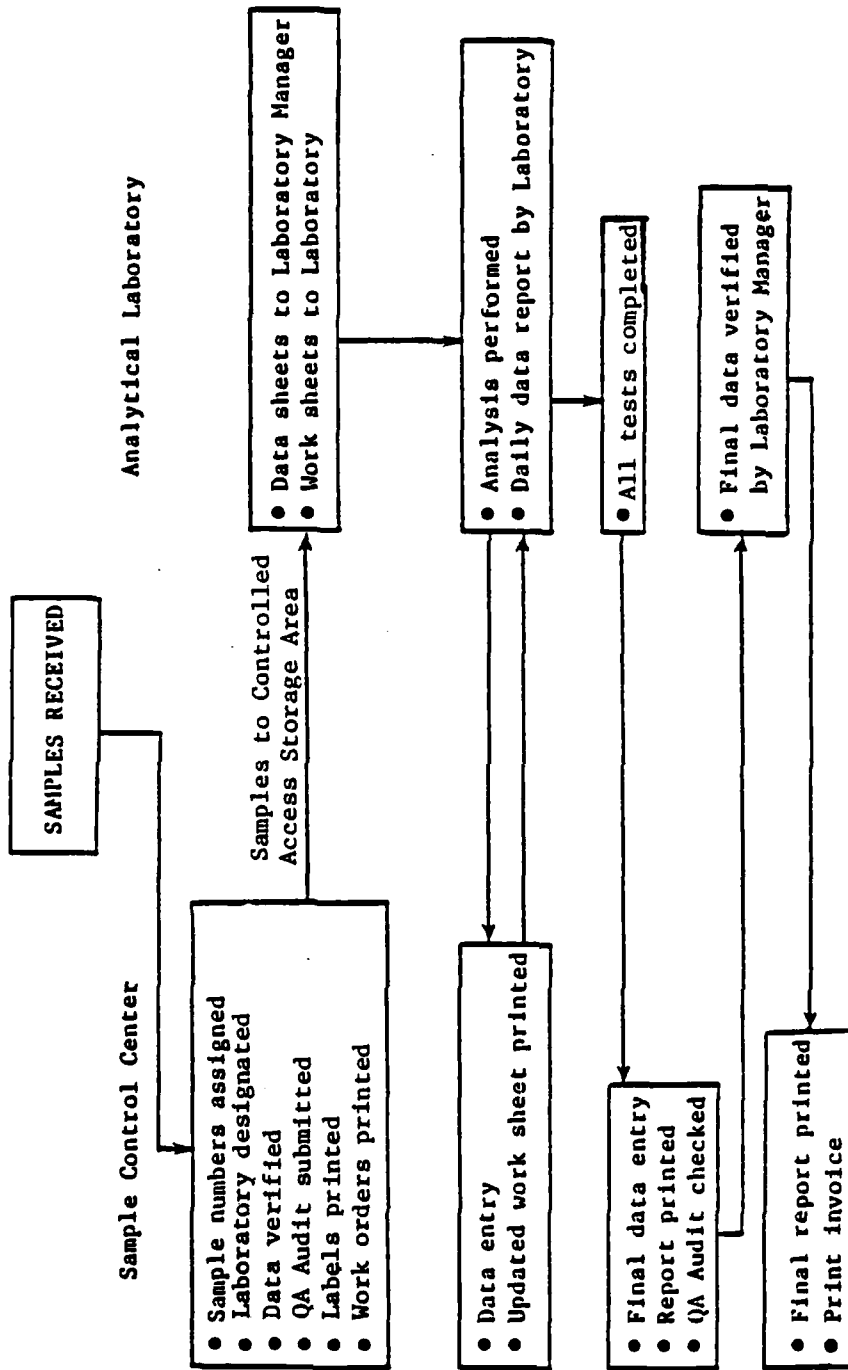 SAMPLES RECEIVED
Sample Control Center
Analytical Laboratory
● Sample numbers assigned
● Laboratory designated
● Data verified
● QA Audit submitted
● Labels printed
● Work orders printed
Samples to Controlled
Access Storage Area
● Data sheets to Laboratory Manager
● Work sheets to Laboratory
● Data entry
● Updated work sheet printed
● Analysis performed
● Daily data report by Laboratory
● All tests completed
● Final data entry
● Report printed
● QA Audit checked
● Final data verified
by Laboratory Manager
● Final report printed
● Print invoice